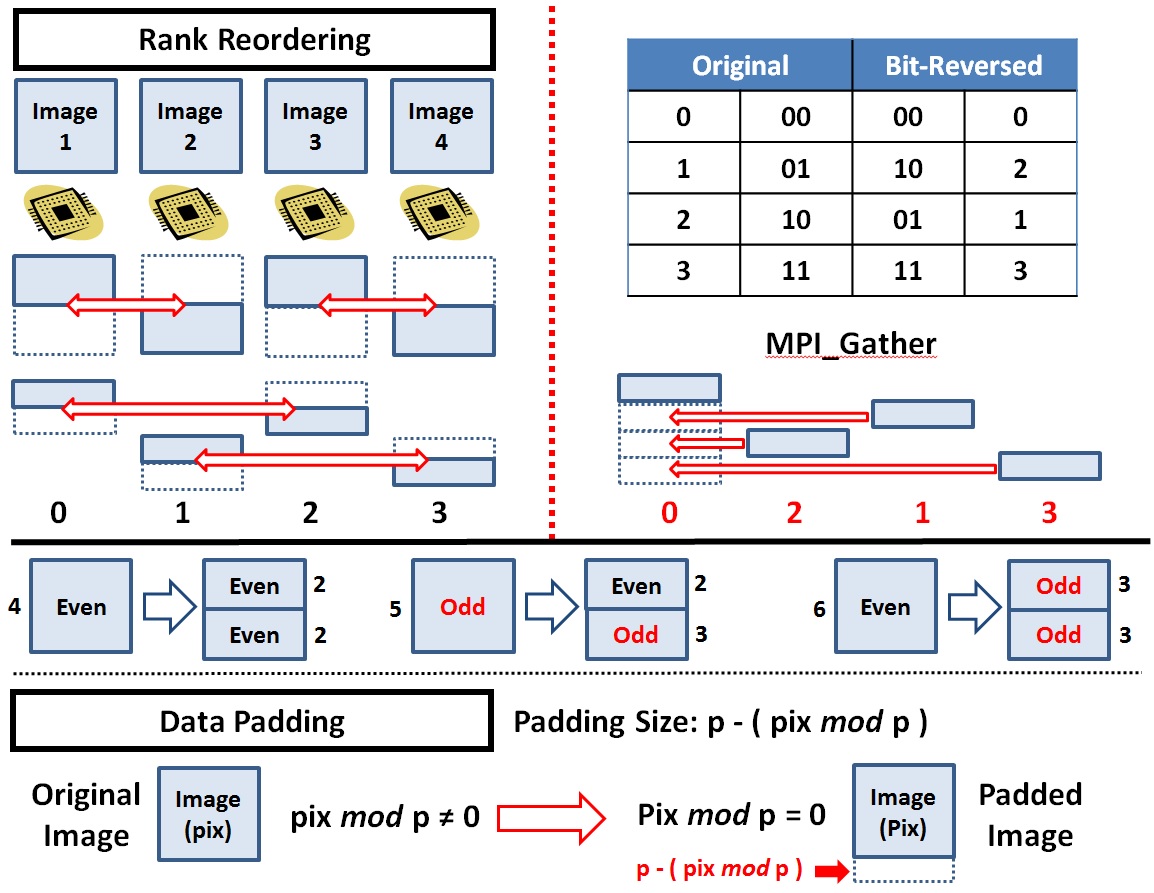 Rank Reordering
Image 1
Image 2
Image 3
Image 4
0 1 2 3
Original Bit-Reversed
0 00 00 0
1 01 10 2
2 10 01 1
3 11 11 3
MPI_Gather
0 2 1 3
4 Even
Even 2
Even 2
5 Odd
Even 2
Odd 3
6 Even
Odd 3
Odd 3
Data Padding
Padding Size: p - ( pix mod p )
Original
Image
Image
(pix)
pix mod p ≠ 0
Pix mod p = 0
Image
(Pix)
Padded
Image
p - ( pix mod p )